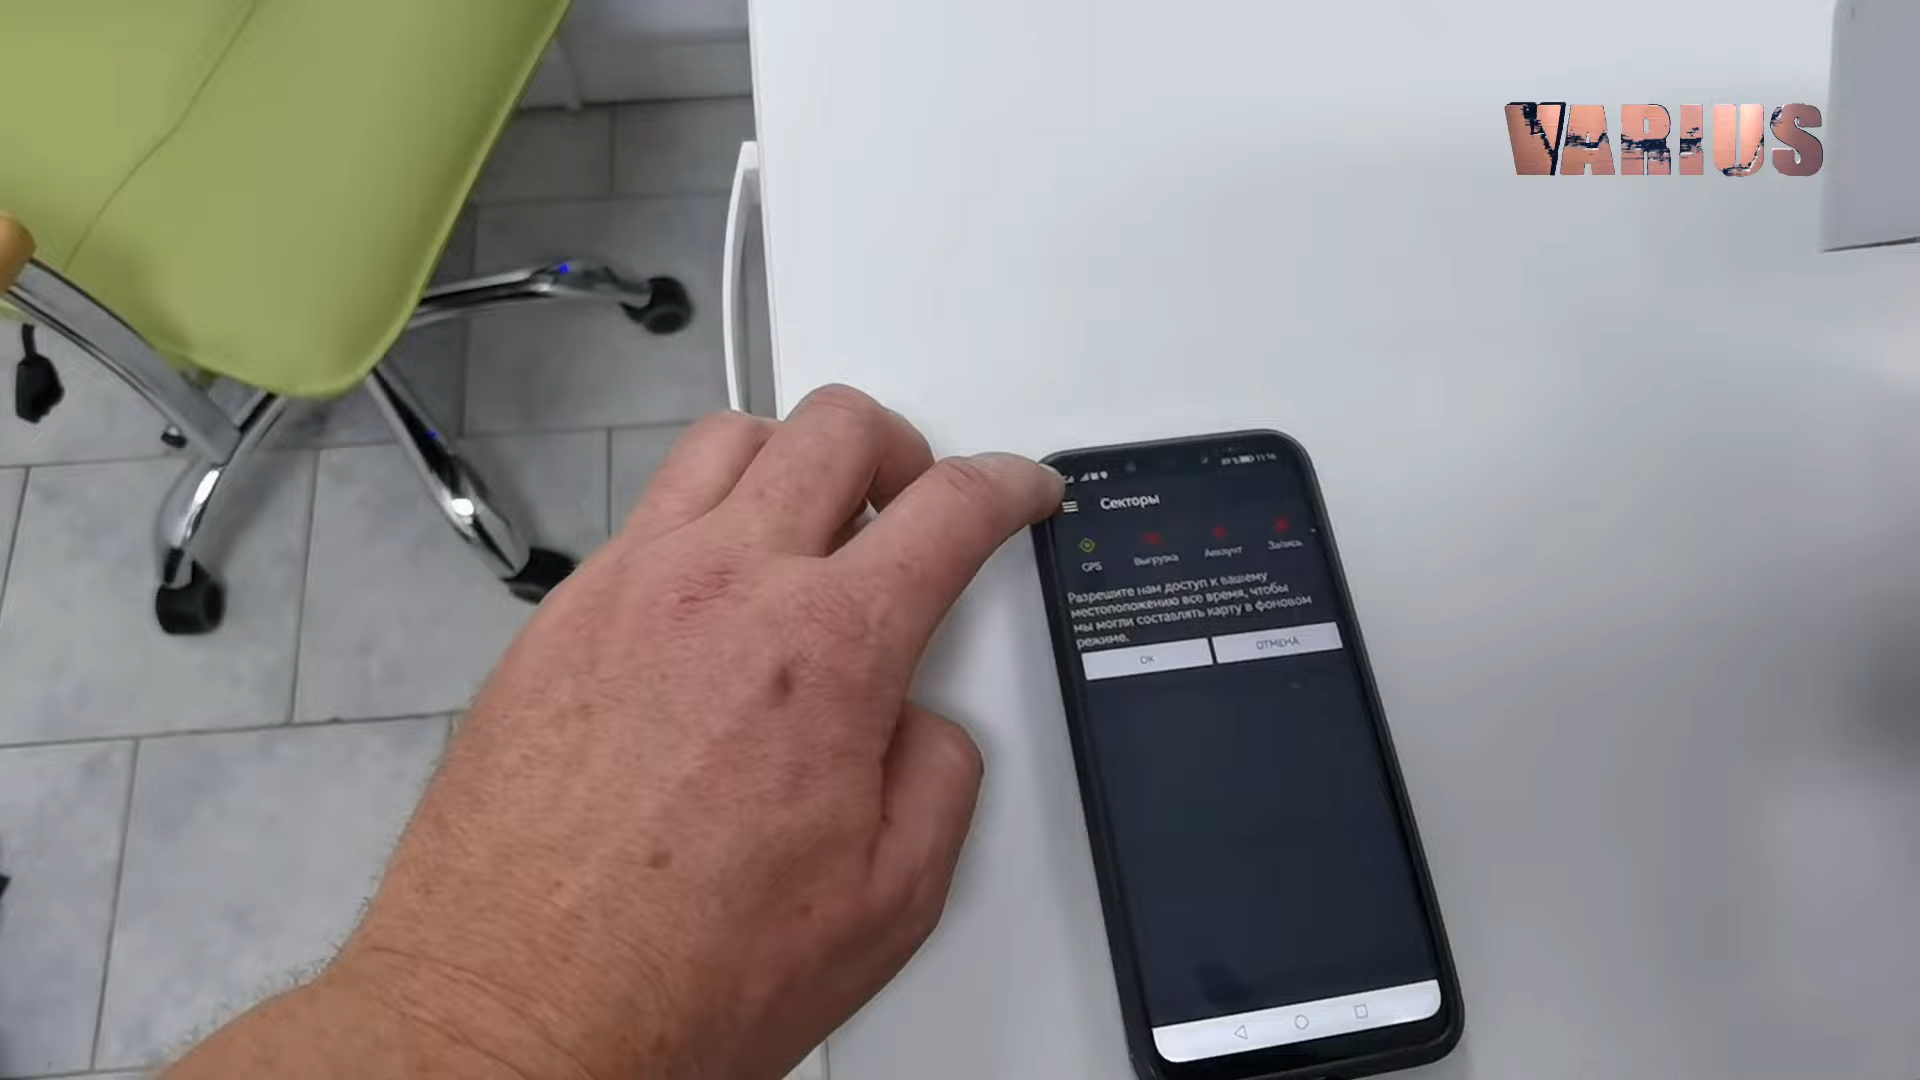 VARIUS
Секторы
GPS
Выгрузка
Аккаунт
Запись
Разрешите нам доступ к вашему
местоположению все время, чтобы
мы могли составлять карту в фоновом
режиме.
OK
ОТМЕНА